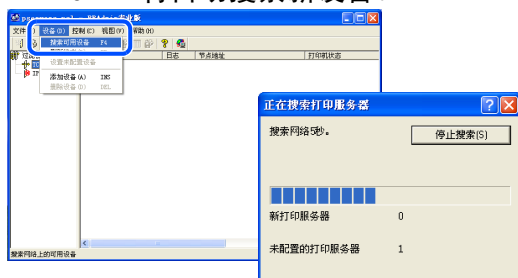 文件
设备(D)
控制(C)
视图(V)
帮助(H)
搜索可用设备 F4
设置未配置设备
添加设备(A) INS
删除设备(D) DEL
日志
节点地址
打印机状态
搜索网络上的可用设备
正在搜索打印服务器
搜索网络5秒。
停止搜索(S)
新打印服务器 0
未配置的打印服务器 1